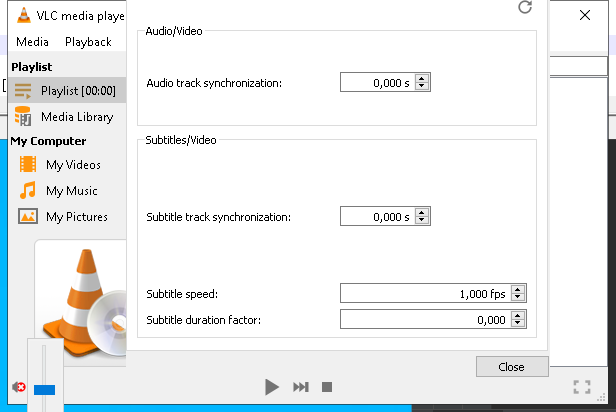 VLC media playe
Media Playback
Playlist
Playlist [00:00]
Media Library
My Computer
My Videos
My Music
My Pictures
Audio/Video
Audio track synchronization: 0,000 s
Subtitles/Video
Subtitle track synchronization: 0,000 s
Subtitle speed: 1,000 fps
Subtitle duration factor: 0,000
Close